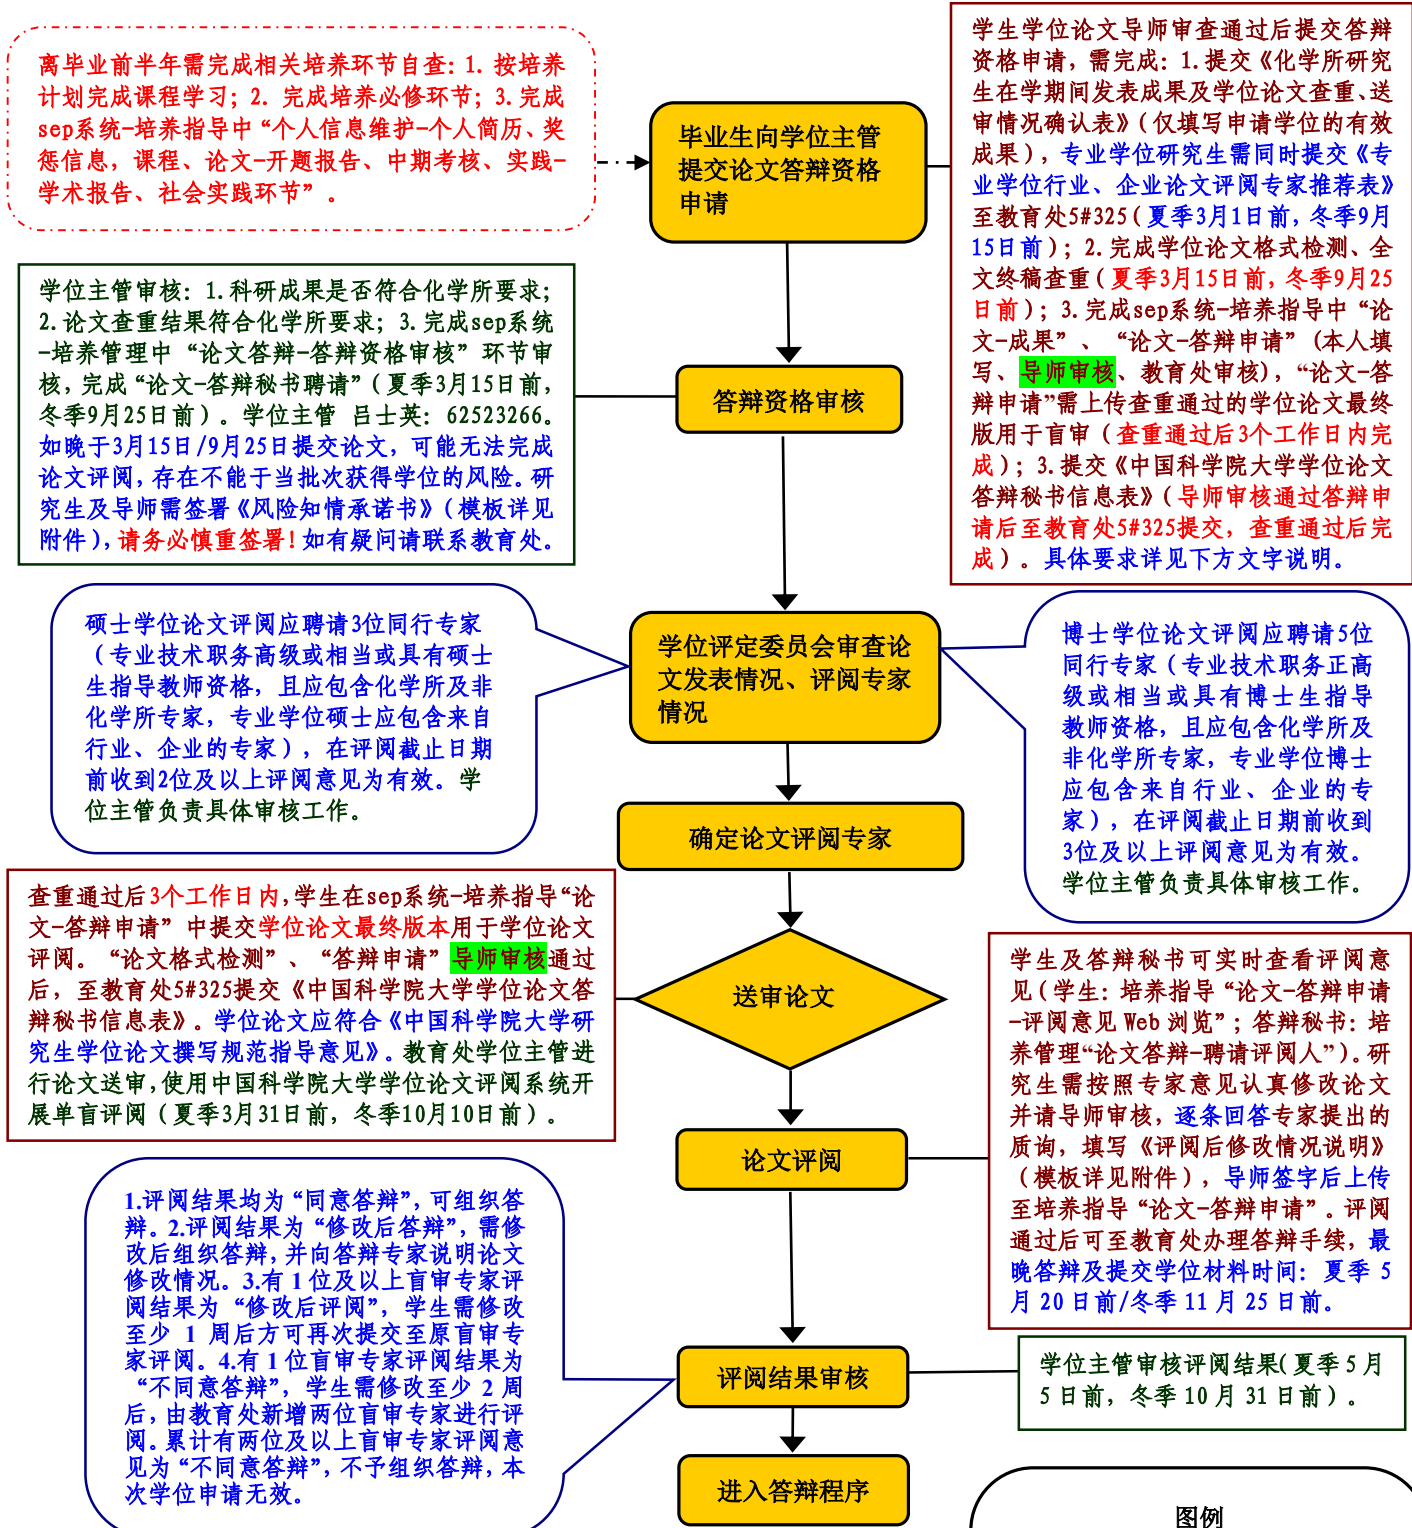 离毕业前半年需完成相关培养环节自查：1. 按培养
计划完成课程学习；2. 完成培养必修环节；3. 完成
sep系统-培养指导中“个人信息维护-个人简历、奖
惩信息，课程、论文-开题报告、中期考核、实践-
学术报告、社会实践环节”。
毕业生向学位主管
提交论文答辩资格
申请
学生学位论文导师审查通过后提交答辩
资格申请，需完成：1.提交《化学所研究
生在学期间发表成果及学位论文查重、送
审情况确认表》（仅填写申请学位的有效
成果），专业学位研究生需同时提交《专
业学位行业、企业论文评阅专家推荐表》
至教育处5#325（夏季3月1日前，冬季9月
15日前）；2.完成学位论文格式检测、全
文终稿查重（夏季3月15日前，冬季9月25
日前）；3.完成sep系统-培养指导中“论
文-成果”、“论文-答辩申请”（本人填
写、导师审核、教育处审核），“论文-答
辩申请”需上传查重通过的学位论文最终
版用于盲审（查重通过后3个工作日内完
成）；3.提交《中国科学院大学学位论文
答辩秘书信息表》（导师审核通过答辩申
请后至教育处5#325提交，查重通过后完
成）。具体要求详见下方文字说明。
学位主管审核：1.科研成果是否符合化学所要求；
2.论文查重结果符合化学所要求；3.完成sep系统
-培养管理中“论文答辩-答辩资格审核”环节审
核，完成“论文-答辩秘书聘请”（夏季3月15日前，
冬季9月25日前）。学位主管 吕士英：62523266。
如晚于3月15日/9月25日提交论文，可能无法完成
论文评阅，存在不能于当批次获得学位的风险。研
究生及导师需签署《风险知情承诺书》（模板详见
附件），请务必慎重签署！如有疑问请联系教育处。
答辩资格审核
硕士学位论文评阅应聘请3位同行专家
（专业技术职务高级或相当或具有硕士
生指导教师资格，且应包含化学所及非
化学所专家，专业学位硕士应包含来自
行业、企业的专家），在评阅截止日期
前收到2位及以上评阅意见为有效。学
位主管负责具体审核工作。
学位评定委员会审查论
文发表情况、评阅专家
情况
博士学位论文评阅应聘请5位
同行专家（专业技术职务正高
级或相当或具有博士生指导
教师资格，且应包含化学所及
非化学所专家，专业学位博士
应包含来自行业、企业的专
家），在评阅截止日期前收到
3位及以上评阅意见为有效。
学位主管负责具体审核工作。
确定论文评阅专家
查重通过后3个工作日内，学生在sep系统-培养指导“论
文-答辩申请”中提交学位论文最终版本用于学位论文
评阅。“论文格式检测”、“答辩申请”导师审核通过
后，至教育处5#325提交《中国科学院大学学位论文答
辩秘书信息表》。学位论文应符合《中国科学院大学研
究生学位论文撰写规范指导意见》。教育处学位主管进
行论文送审，使用中国科学院大学学位论文评阅系统开
展单盲评阅（夏季3月31日前，冬季10月10日前）。
送审论文
学生及答辩秘书可实时查看评阅意
见（学生：培养指导“论文-答辩申请
-评阅意见 Web 浏览”；答辩秘书：培
养管理“论文答辩-聘请评阅人”）。研
究生需按照专家意见认真修改论文
并请导师审核，逐条回答专家提出的
质询，填写《评阅后修改情况说明》
（模板详见附件），导师签字后上传
至培养指导“论文-答辩申请”。评阅
通过后可至教育处办理答辩手续，最
晚答辩及提交学位材料时间：夏季 5
月 20 日前/冬季 11 月 25 日前。
论文评阅
1.评阅结果均为“同意答辩”，可组织答
辩。2.评阅结果为“修改后答辩”，需修
改后组织答辩，并向答辩专家说明论文
修改情况。3.有 1 位及以上盲审专家评
阅结果为“修改后评阅”，学生需修改
至少 1 周后方可再次提交至原盲审专
家评阅。4.有 1 位盲审专家评阅结果为
“不同意答辩”，学生需修改至少 2 周
后，由教育处新增两位盲审专家进行评
阅。累计有两位及以上盲审专家评阅意
见为“不同意答辩”，不予组织答辩，本
次学位申请无效。
评阅结果审核
学位主管审核评阅结果（夏季 5 月
5 日前，冬季 10 月 31 日前）。
进入答辩程序
图例